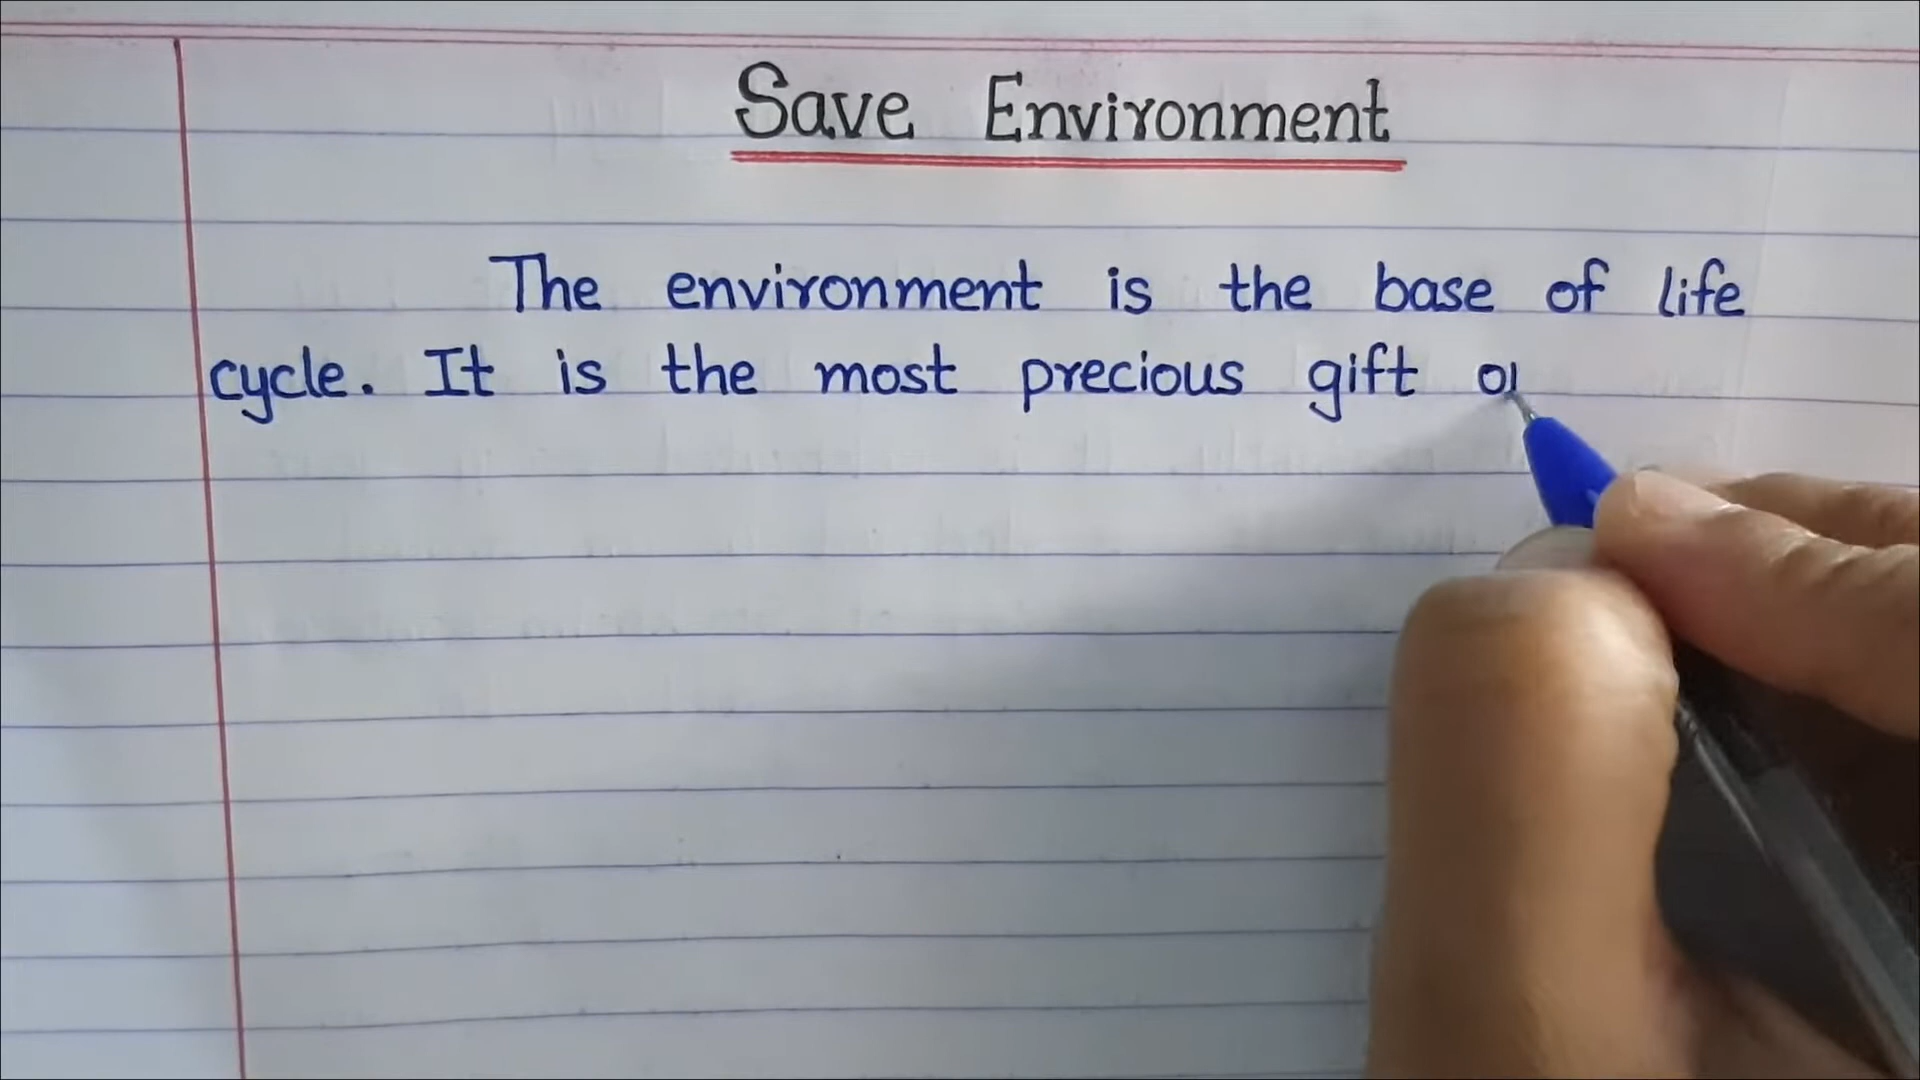 Save Environment
The environment is the base of life
cycle. It is the most precious gift